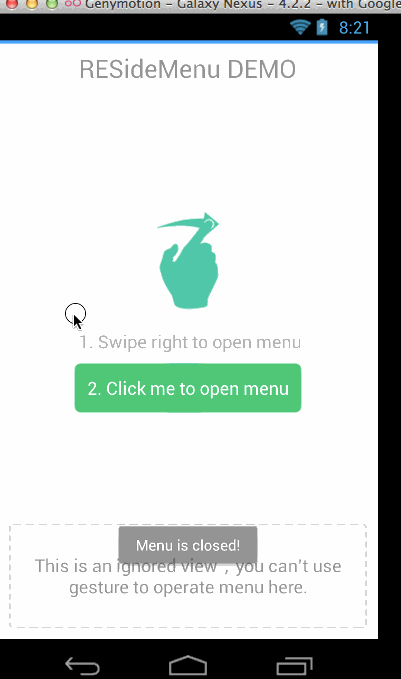 Genymotion - Galaxy Nexus - 4.2.2 - with Google
8:21
RESideMenu DEMO
1. Swipe right to open menu
2. Click me to open menu
Menu is closed!
This is an ignored view , you can't use
gesture to operate menu here.